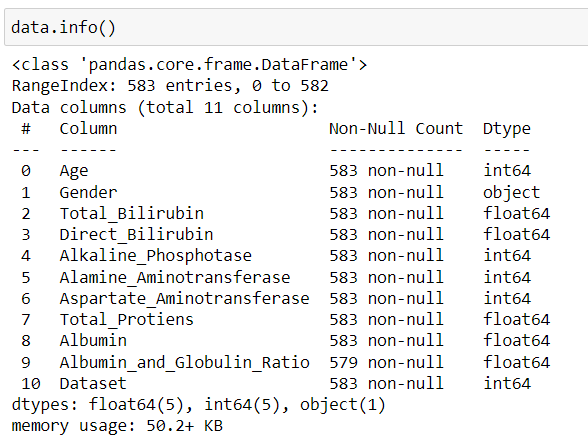 data.info()
<class 'pandas.core.frame.DataFrame'>
RangeIndex: 583 entries, 0 to 582
Data columns (total 11 columns):
 #   Column                      Non-Null Count  Dtype
---  ------                      --------------  -----
 0   Age                         583 non-null    int64
 1   Gender                      583 non-null    object
 2   Total_Bilirubin             583 non-null    float64
 3   Direct_Bilirubin            583 non-null    float64
 4   Alkaline_Phosphotase        583 non-null    int64
 5   Alamine_Aminotransferase    583 non-null    int64
 6   Aspartate_Aminotransferase  583 non-null    int64
 7   Total_Protiens              583 non-null    float64
 8   Albumin                     583 non-null    float64
 9   Albumin_and_Globulin_Ratio  579 non-null    float64
 10  Dataset                     583 non-null    int64
dtypes: float64(5), int64(5), object(1)
memory usage: 50.2+ KB